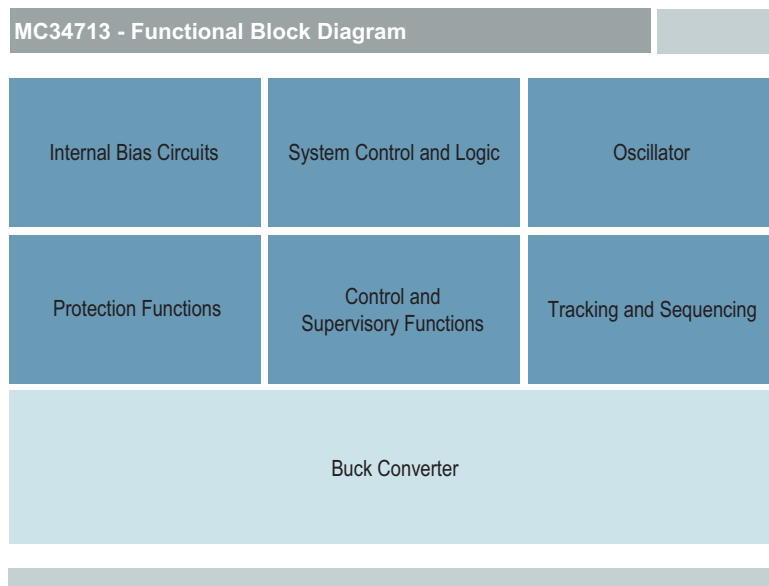 MC34713 - Functional Block Diagram
Internal Bias Circuits
System Control and Logic
Oscillator
Protection Functions
Control and
Supervisory Functions
Tracking and Sequencing
Buck Converter